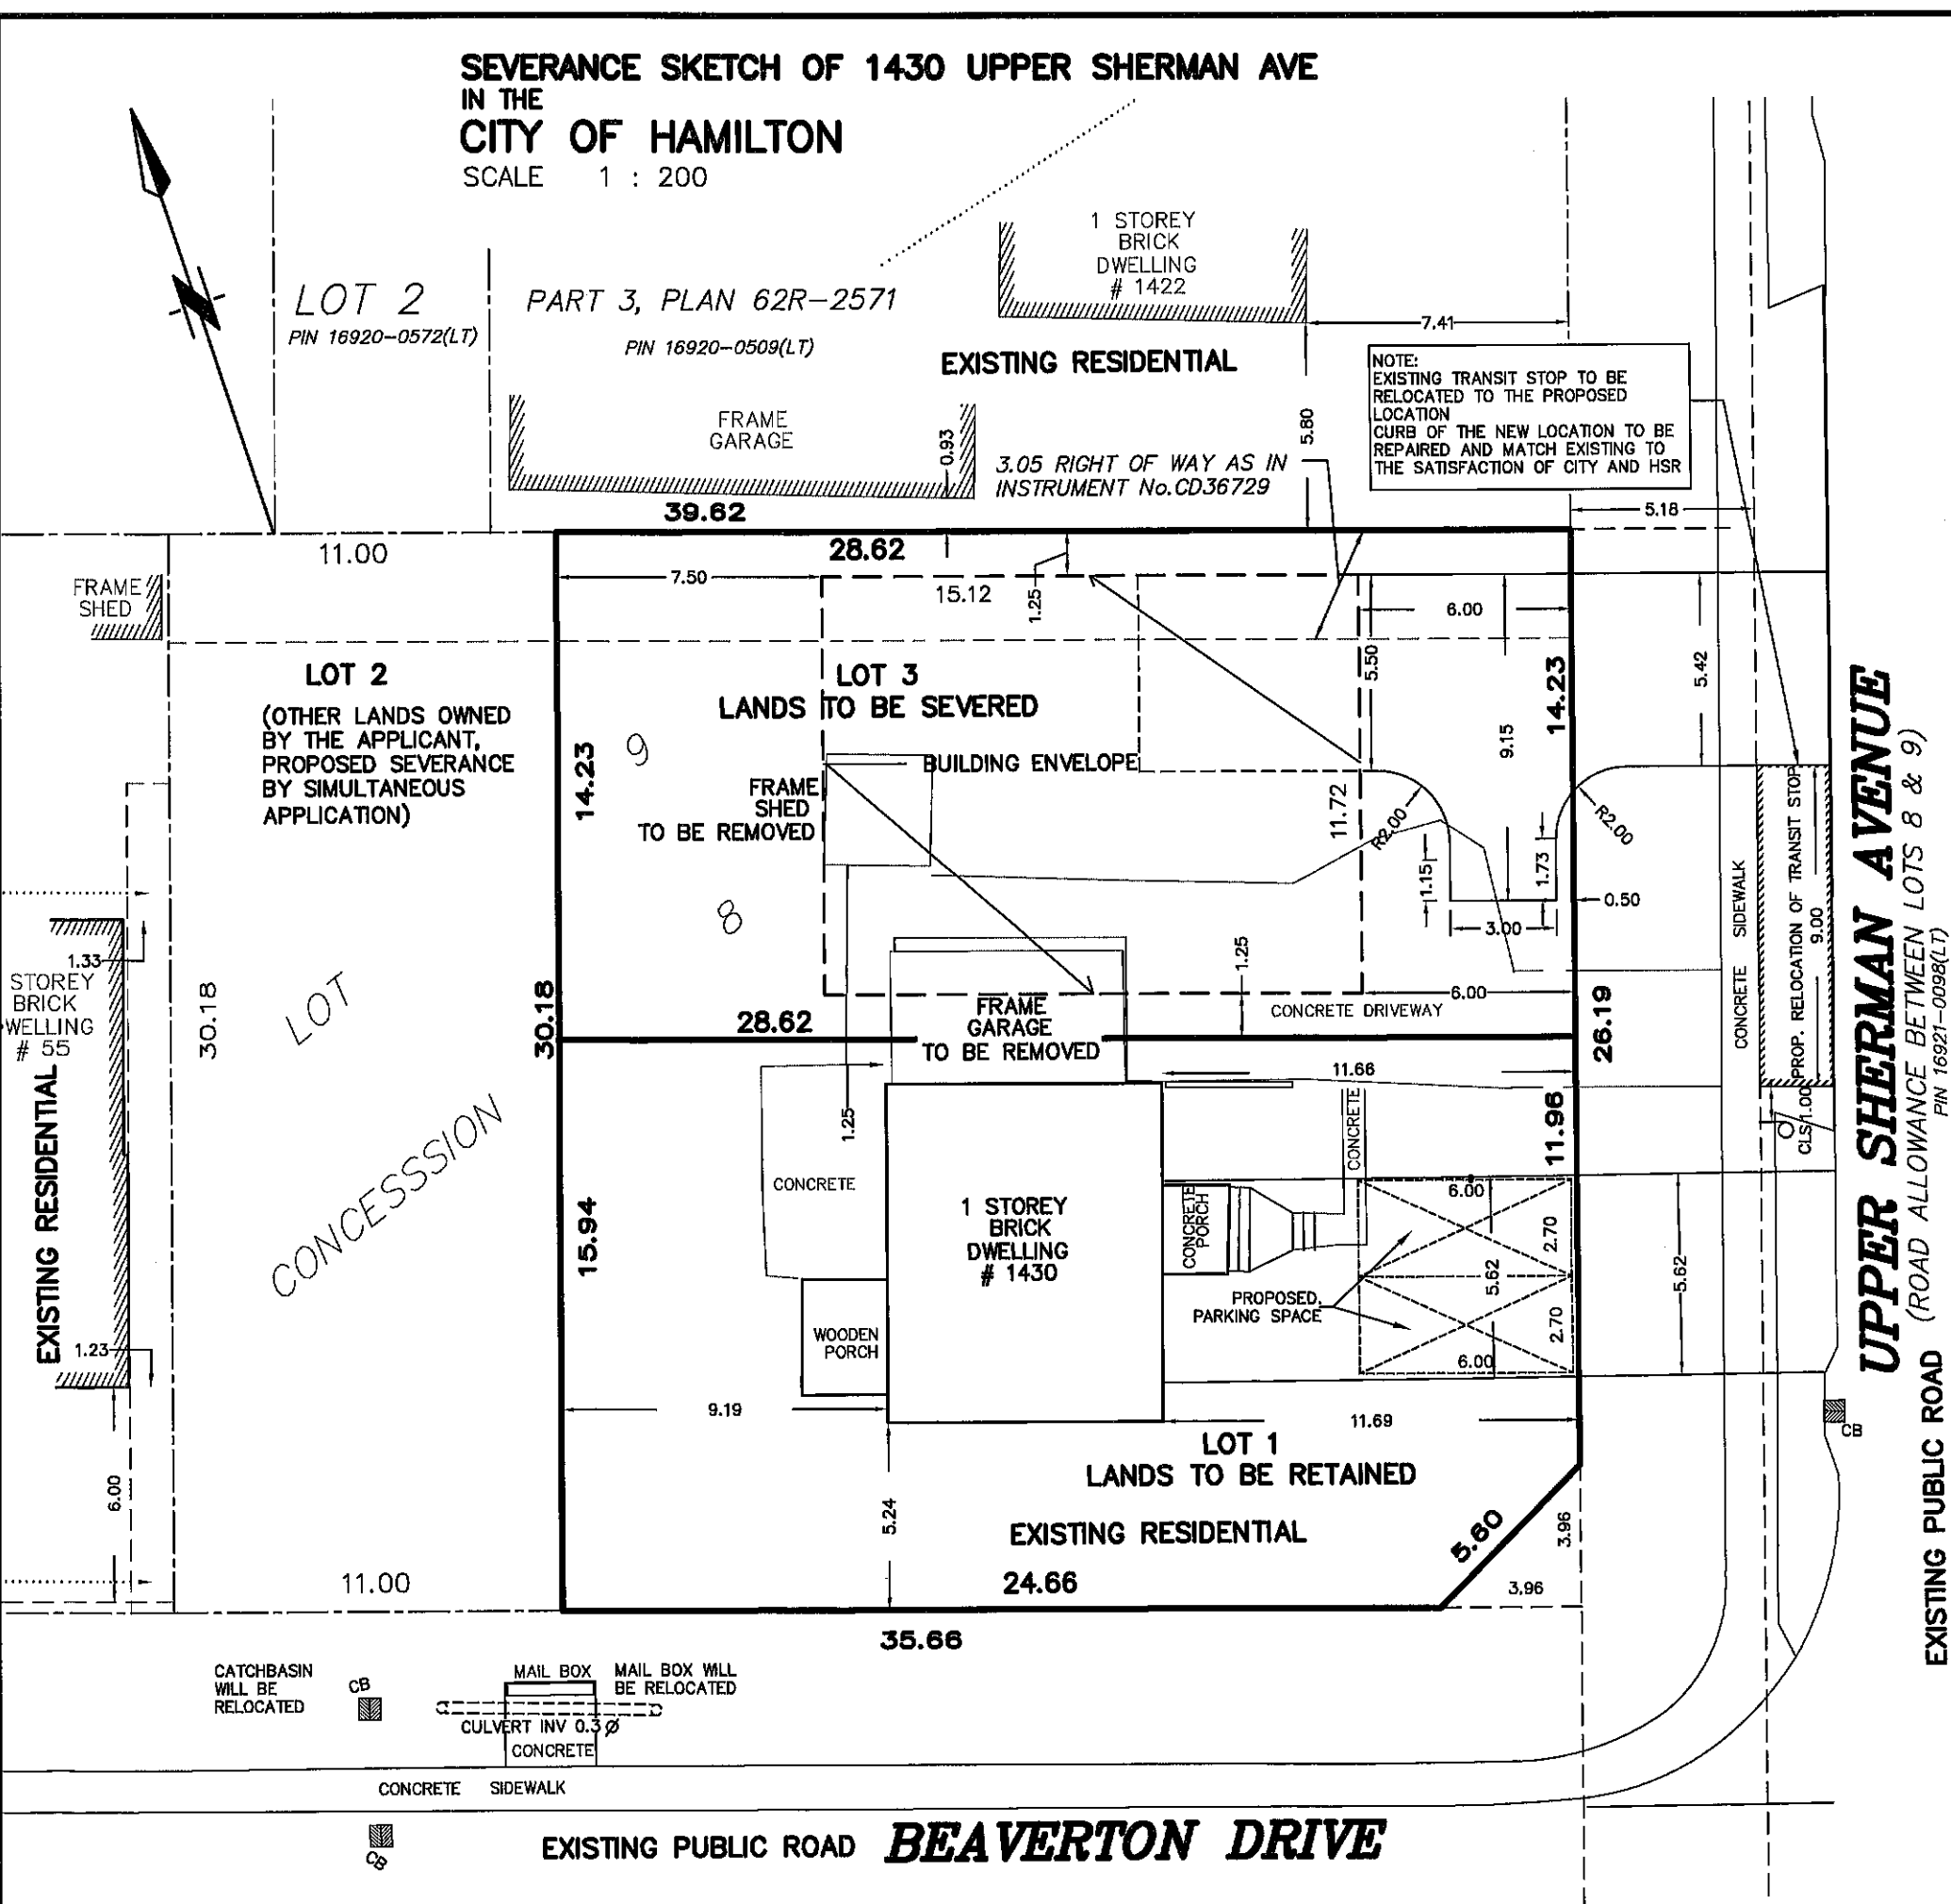 SEVERANCE SKETCH OF 1430 UPPER SHERMAN AVE
IN THE
CITY OF HAMILTON
SCALE 1 : 200
1 STOREY
BRICK
DWELLING
# 1422
LOT 2
PIN 16920-0572(LT)
PART 3, PLAN 62R-2571
PIN 16920-0509(LT)
EXISTING RESIDENTIAL
7.41
NOTE:
EXISTING TRANSIT STOP TO BE
RELOCATED TO THE PROPOSED
LOCATION
CURB OF THE NEW LOCATION TO BE
REPAIRED AND MATCH EXISTING TO
THE SATISFACTION OF CITY AND HSR
FRAME
GARAGE
0.93
5.80
3.05 RIGHT OF WAY AS IN
INSTRUMENT No.CD36729
39.62
5.18
11.00
28.62
7.50
15.12
1.25
6.00
FRAME
SHED
5.50
9.15
14.23
5.42
LOT 2
(OTHER LANDS OWNED
BY THE APPLICANT,
PROPOSED SEVERANCE
BY SIMULTANEOUS
APPLICATION)
LOT 3
LANDS TO BE SEVERED
9
14.23
BUILDING ENVELOPE
FRAME
SHED
TO BE REMOVED
11.72
R2.00
R2.00
1.15
1.73
0.50
3.00
8
CONCRETE SIDEWALK
PROP. RELOCATION OF TRANSIT STOP
9.00
UPPER SHERMAN AVENUE
(ROAD ALLOWANCE BETWEEN LOTS 8 & 9)
PIN 16921-0098(LT)
EXISTING PUBLIC ROAD
1.33
STOREY
BRICK
WELLING
# 55
EXISTING RESIDENTIAL
30.18
LOT
CONCESSSION
30.18
28.62
1.25
6.00
FRAME
GARAGE
TO BE REMOVED
CONCRETE DRIVEWAY
26.19
11.66
1.25
CONCRETE
11.96
CLS
1.00
CONCRETE
15.94
1 STOREY
BRICK
DWELLING
# 1430
CONCRETE
PORCH
6.00
2.70
5.62
5.62
PROPOSED
PARKING SPACE
2.70
6.00
WOODEN
PORCH
1.23
9.19
11.69
CB
LOT 1
LANDS TO BE RETAINED
6.00
5.24
EXISTING RESIDENTIAL
5.60
3.96
11.00
24.66
3.96
35.66
CATCHBASIN
WILL BE
RELOCATED
CB
MAIL BOX
MAIL BOX WILL
BE RELOCATED
CULVERT INV 0.3 Ø
CONCRETE
CONCRETE SIDEWALK
CB
EXISTING PUBLIC ROAD BEAVERTON DRIVE